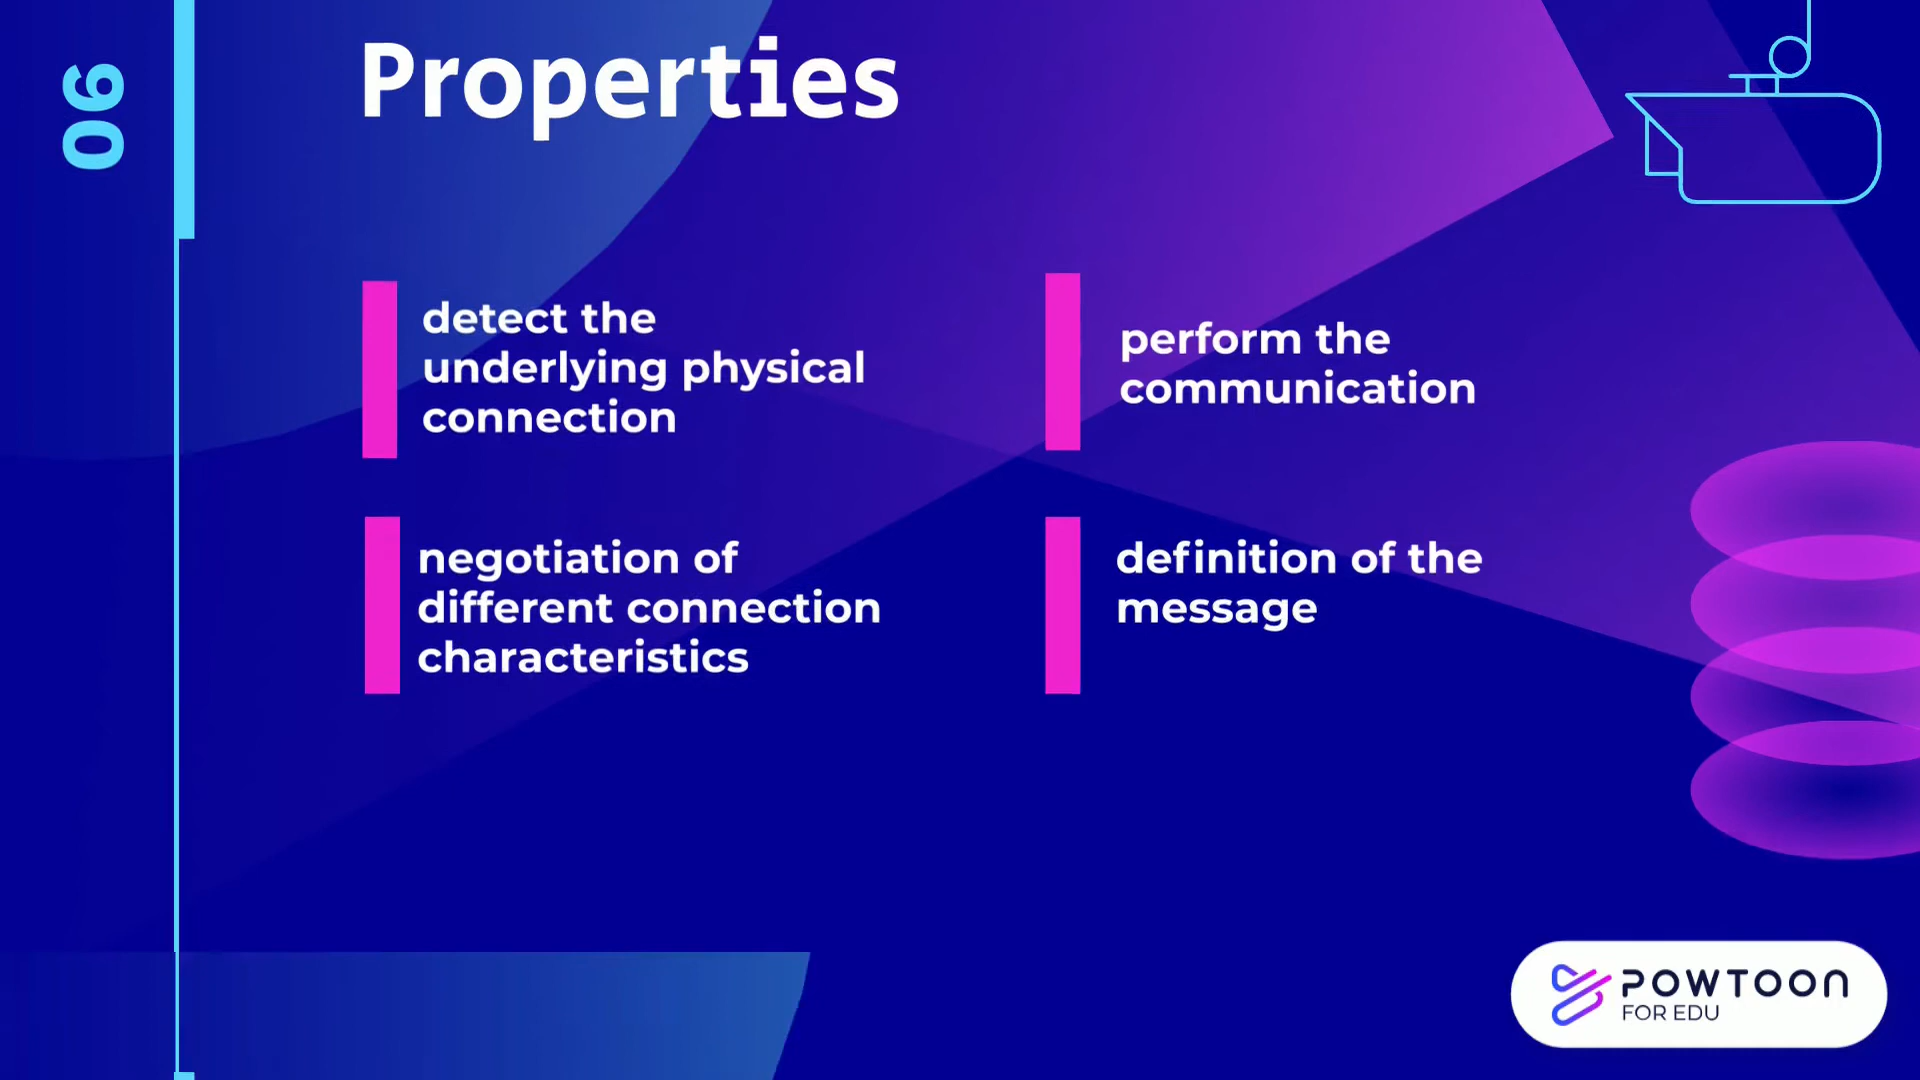 06
Properties
detect the
underlying physical
connection
perform the
communication
negotiation of
different connection
characteristics
definition of the
message
POWTOON
FOR EDU